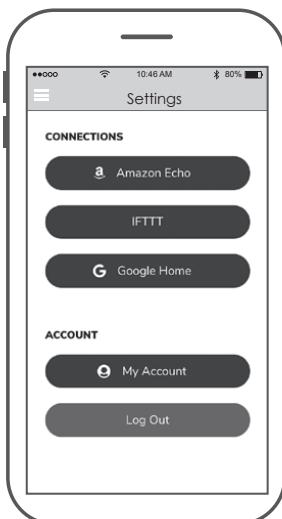 10:46 AM
80%
Settings
CONNECTIONS
Amazon Echo
IFTTT
Google Home
ACCOUNT
My Account
Log Out